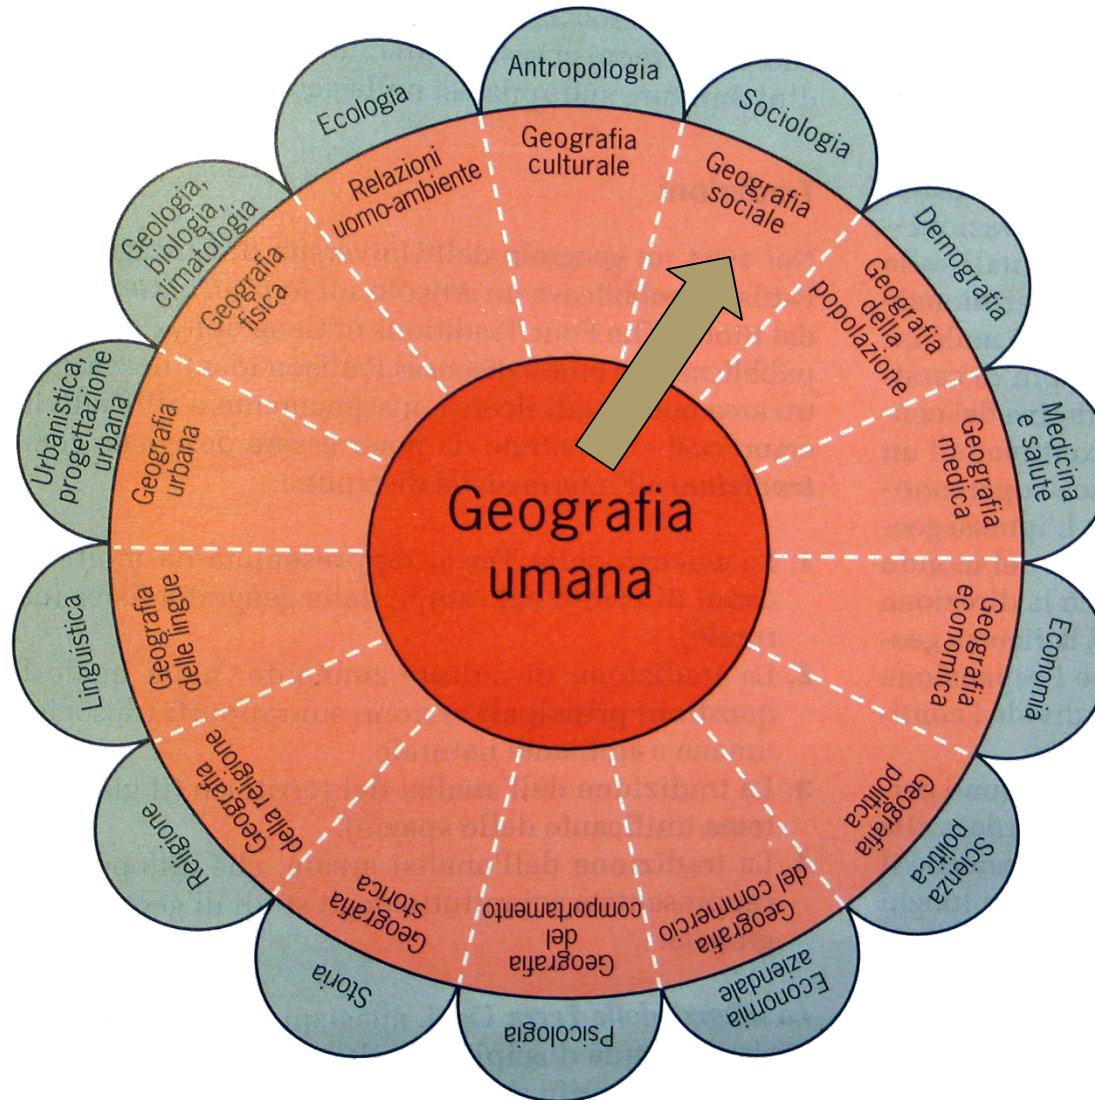 Geografia
umana
Antropologia
Geografia
culturale
Sociologia
Geografia
sociale
Demografia
Geografia
della
popolazione
Medicina
e salute
Geografia
medica
Economia
Geografia
economica
Scienza
politica
Geografia
politica
Economia
aziendale
Geografia
del commercio
Psicologia
Geografia
del
comportamento
Storia
Geografia
storica
Religione
Geografia
della religione
Linguistica
Geografia
delle lingue
Urbanistica,
progettazione
urbana
Geografia
urbana
Geologia,
biologia,
climatologia
Geografia
fisica
Ecologia
Relazioni
uomo-ambiente